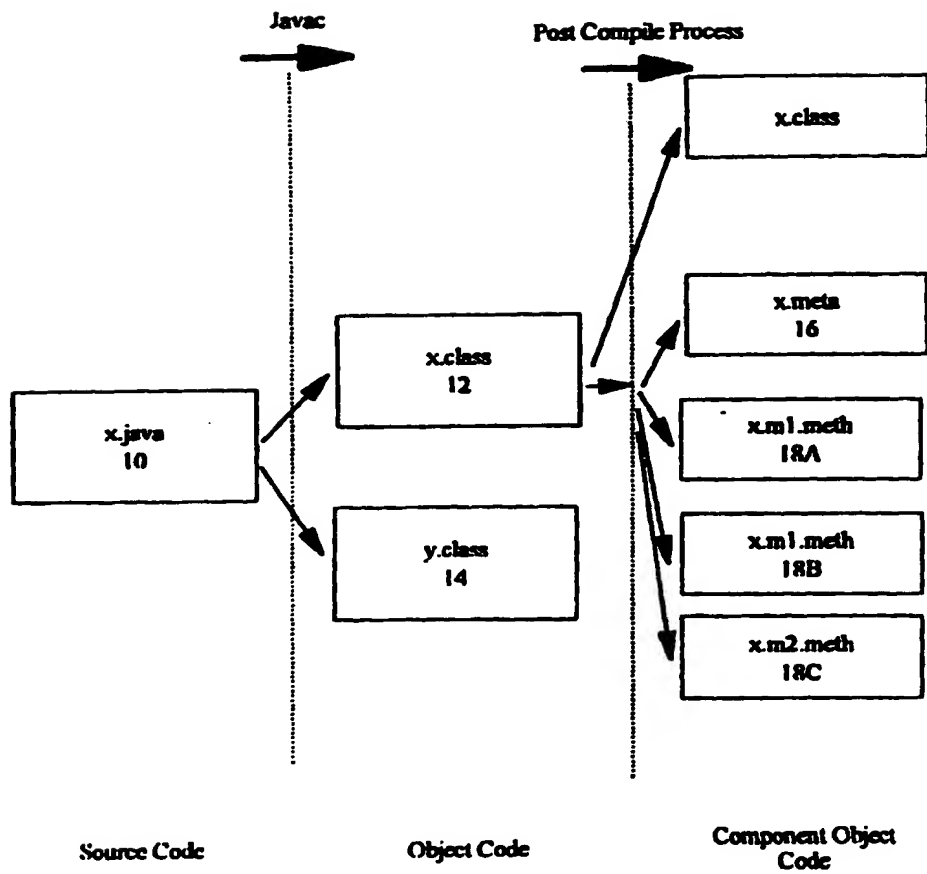 Javac
Post Compile Process
x.class
x.meta
16
x.class
12
x.java
10
x.m1.meth
18A
y.class
14
x.m1.meth
18B
x.m2.meth
18C
Source Code
Object Code
Component Object
Code